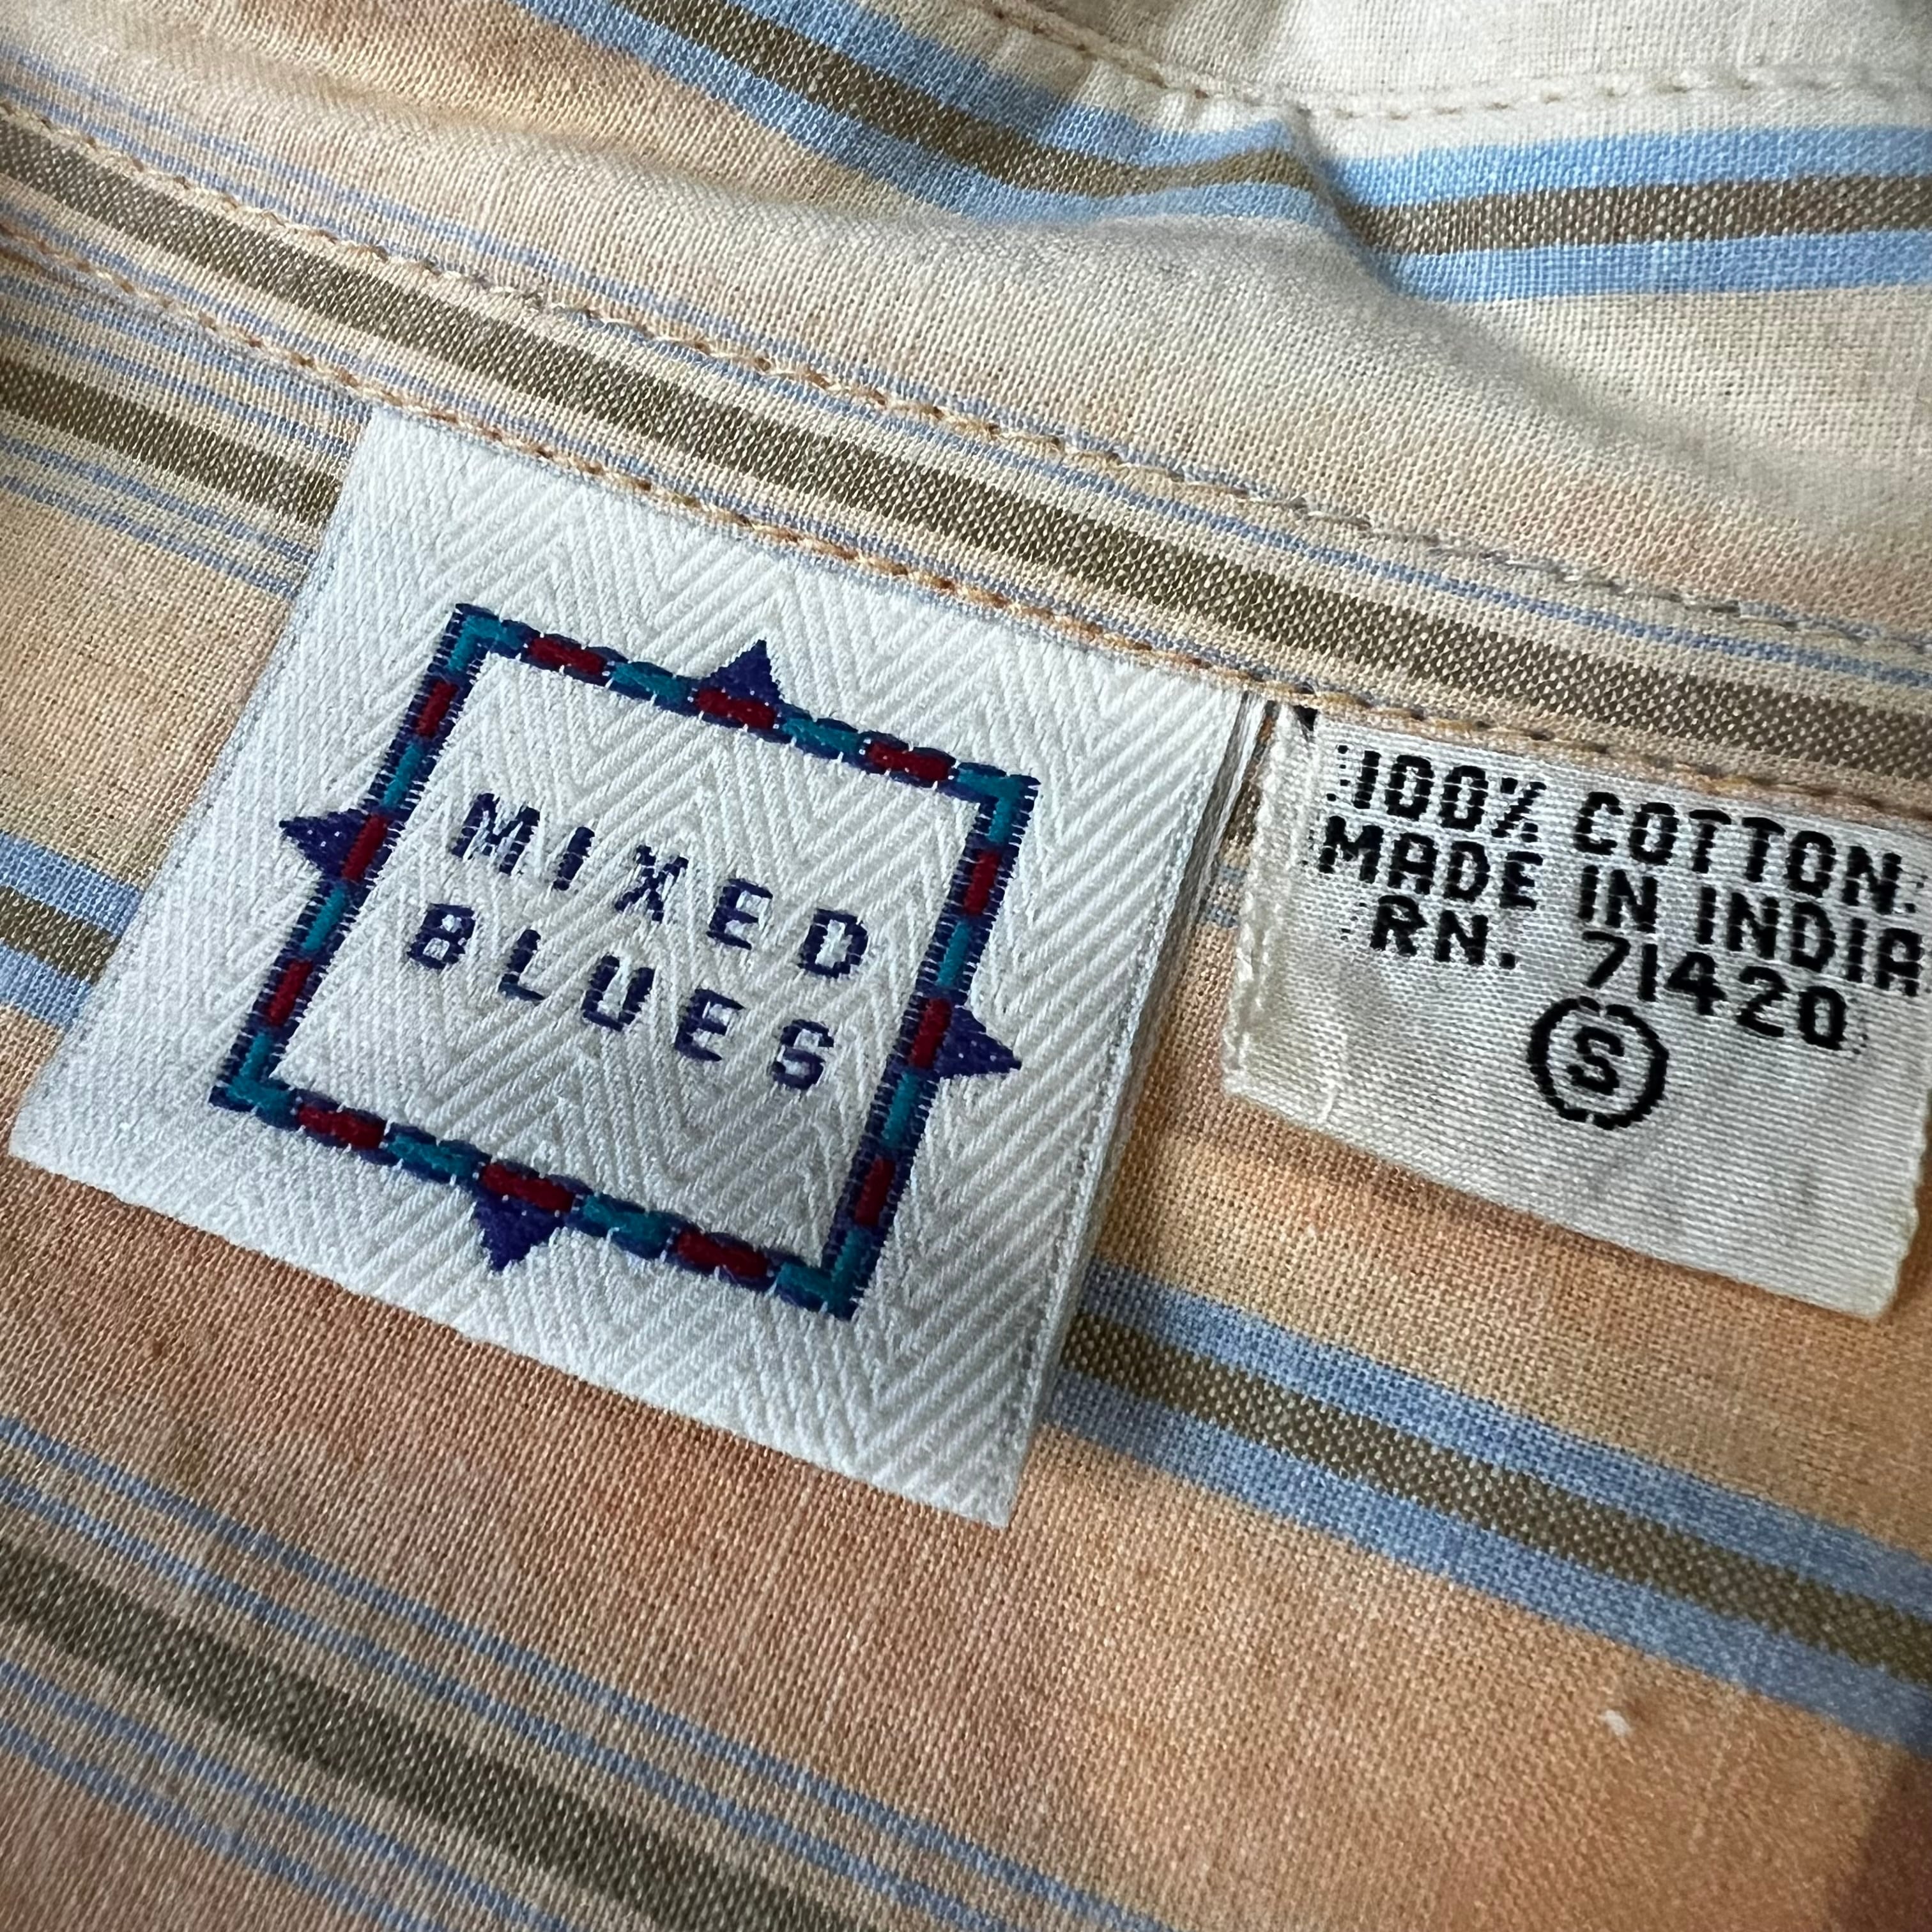 MIXED
BLUES
100% COTTON.
MADE IN INDIA
RN. 71420
S